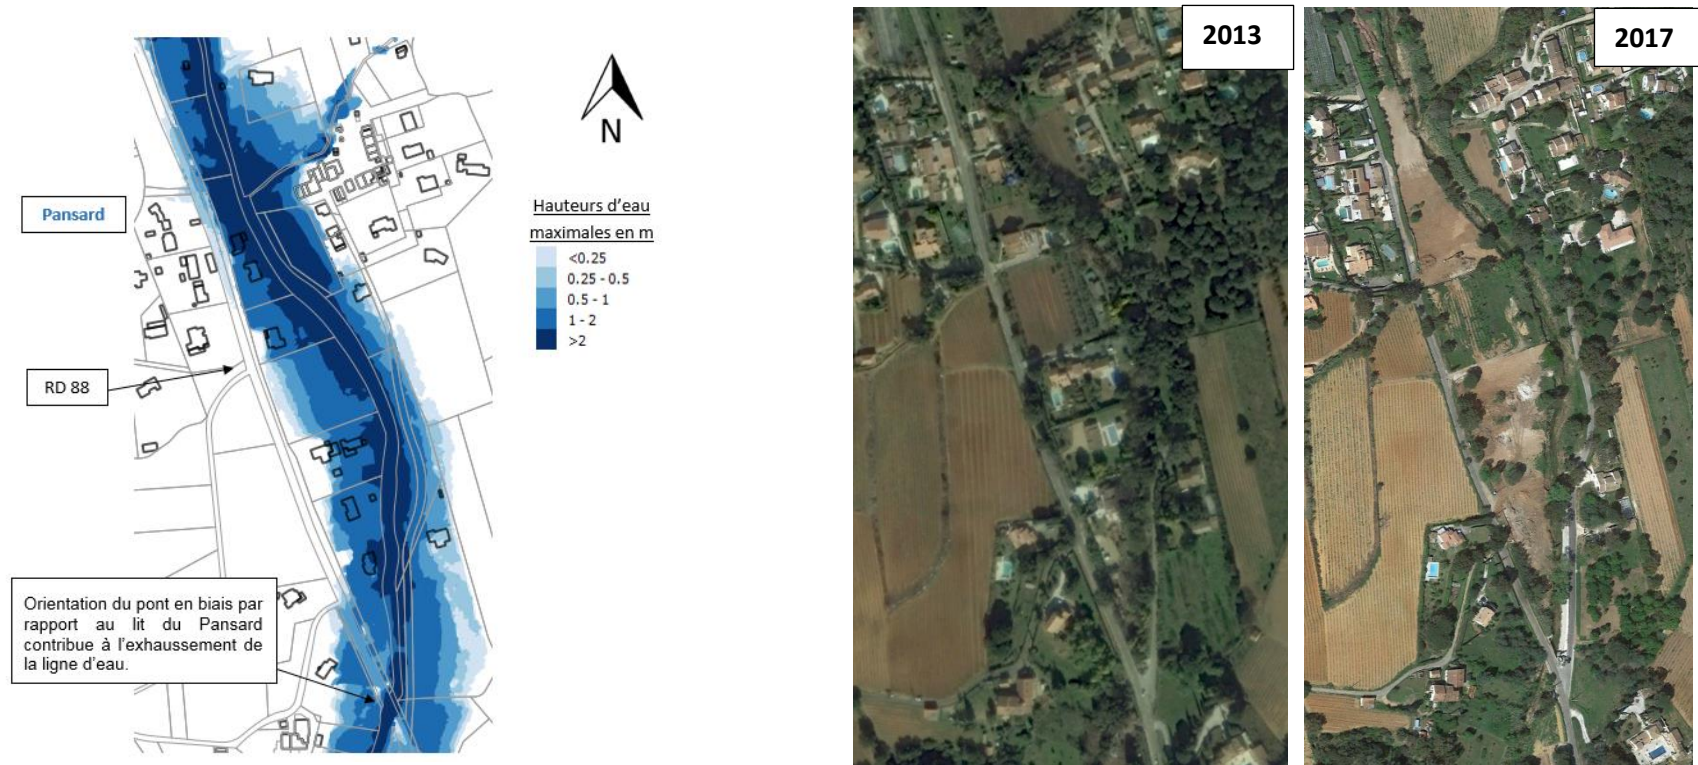 2013
2017
N
Pansard
Hauteurs d'eau
maximales en m
<0.25
0.25 - 0.5
0.5 - 1
1 - 2
>2
RD 88
Orientation du pont en biais par
rapport au lit du Pansard
contribue à l'exhaussement de
la ligne d'eau.